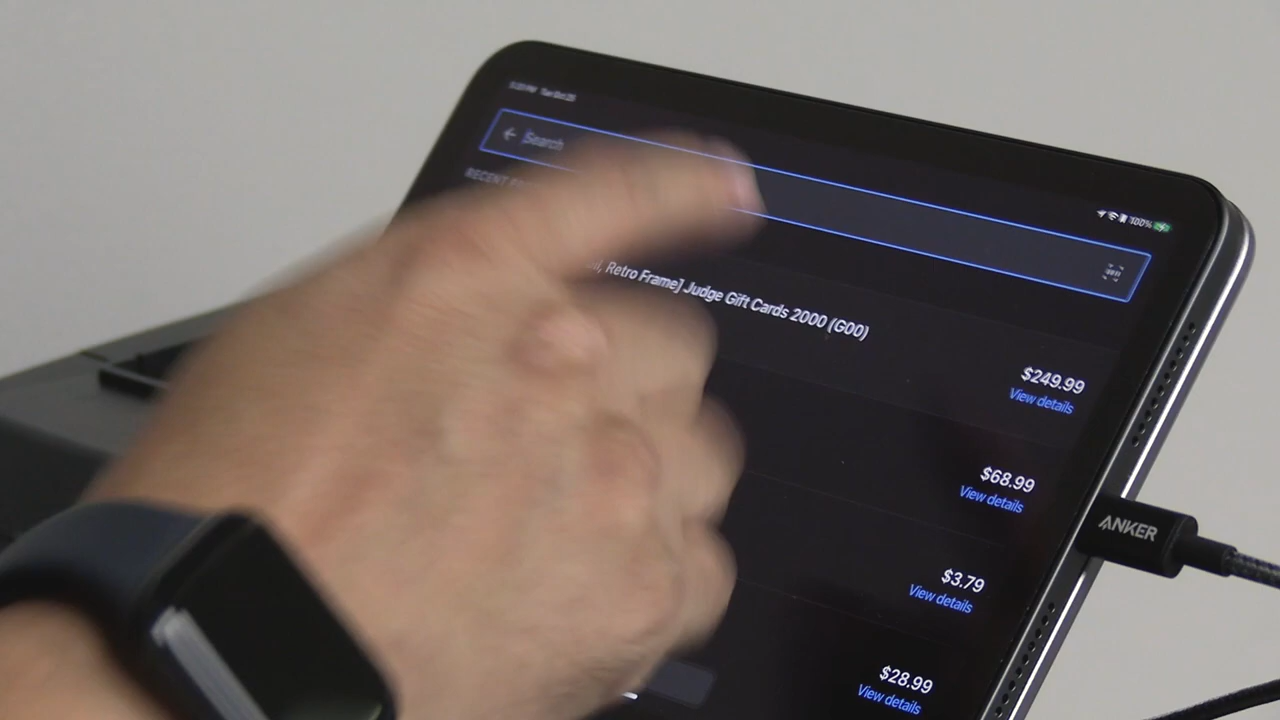 Search
RECENT
Retro Frame] Judge Gift Cards 2000 (G00)
$249.99
View details
$68.99
View details
$3.79
View details
$28.99
View details
100%
ANKER